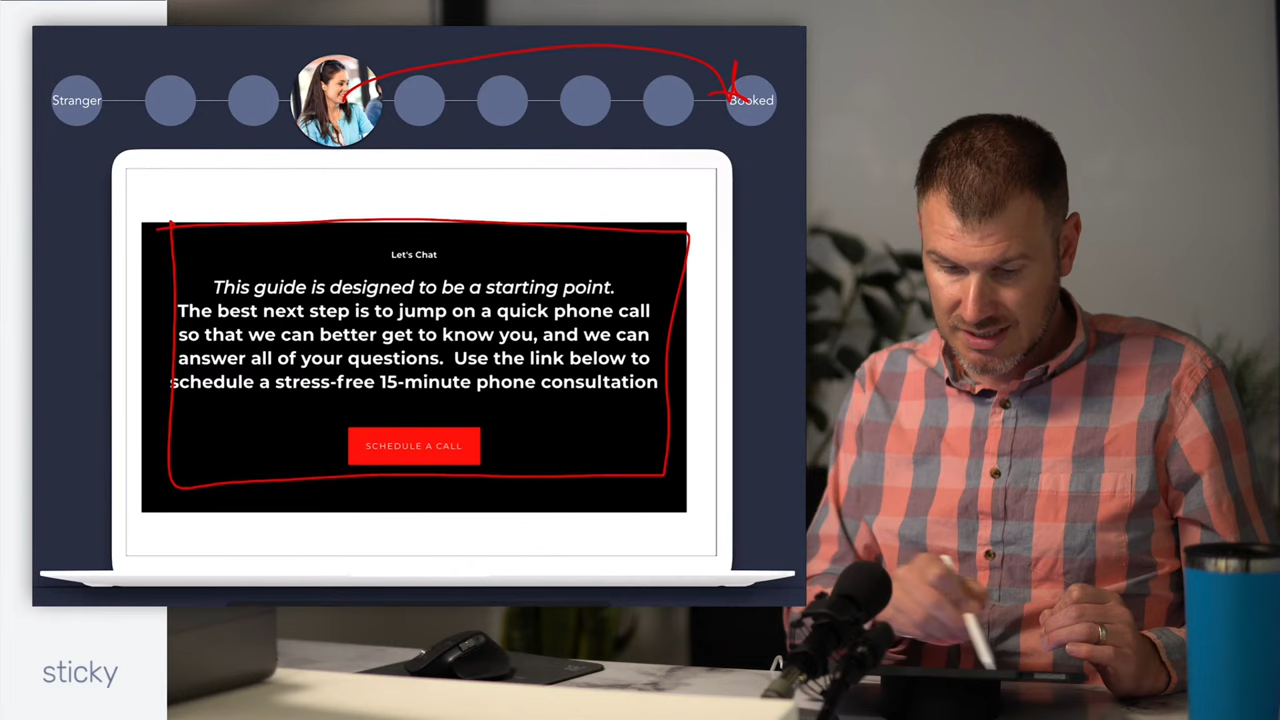 Stranger
Booked
Let's Chat
This guide is designed to be a starting point.
The best next step is to jump on a quick phone call
so that we can better get to know you, and we can
answer all of your questions.  Use the link below to
schedule a stress-free 15-minute phone consultation
SCHEDULE A CALL
sticky